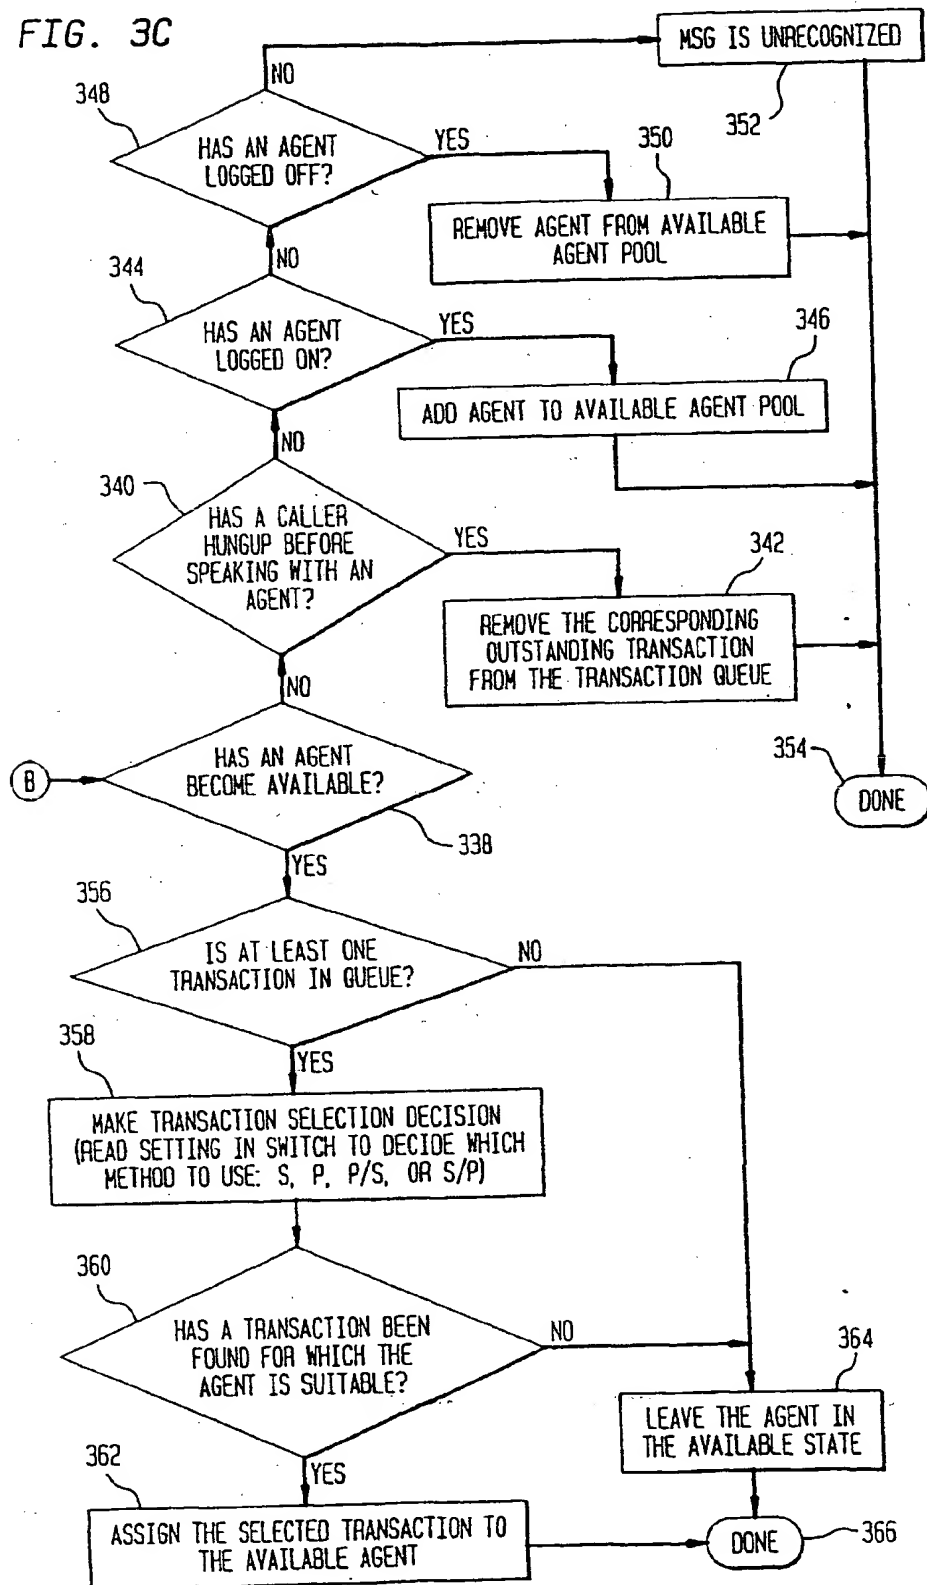 FIG. 3C
MSG IS UNRECOGNIZED
352
NO
348
HAS AN AGENT
LOGGED OFF?
YES
350
REMOVE AGENT FROM AVAILABLE
AGENT POOL
NO
344
HAS AN AGENT
LOGGED ON?
YES
346
ADD AGENT TO AVAILABLE AGENT POOL
NO
340
HAS A CALLER
HUNGUP BEFORE
SPEAKING WITH AN
AGENT?
YES
342
REMOVE THE CORRESPONDING
OUTSTANDING TRANSACTION
FROM THE TRANSACTION QUEUE
NO
B
HAS AN AGENT
BECOME AVAILABLE?
338
354
DONE
YES
356
IS AT LEAST ONE
TRANSACTION IN QUEUE?
NO
358
YES
MAKE TRANSACTION SELECTION DECISION
(READ SETTING IN SWITCH TO DECIDE WHICH
METHOD TO USE: S, P, P/S, OR S/P)
360
HAS A TRANSACTION BEEN
FOUND FOR WHICH THE
AGENT IS SUITABLE?
NO
364
LEAVE THE AGENT IN
THE AVAILABLE STATE
362
YES
ASSIGN THE SELECTED TRANSACTION TO
THE AVAILABLE AGENT
DONE
366